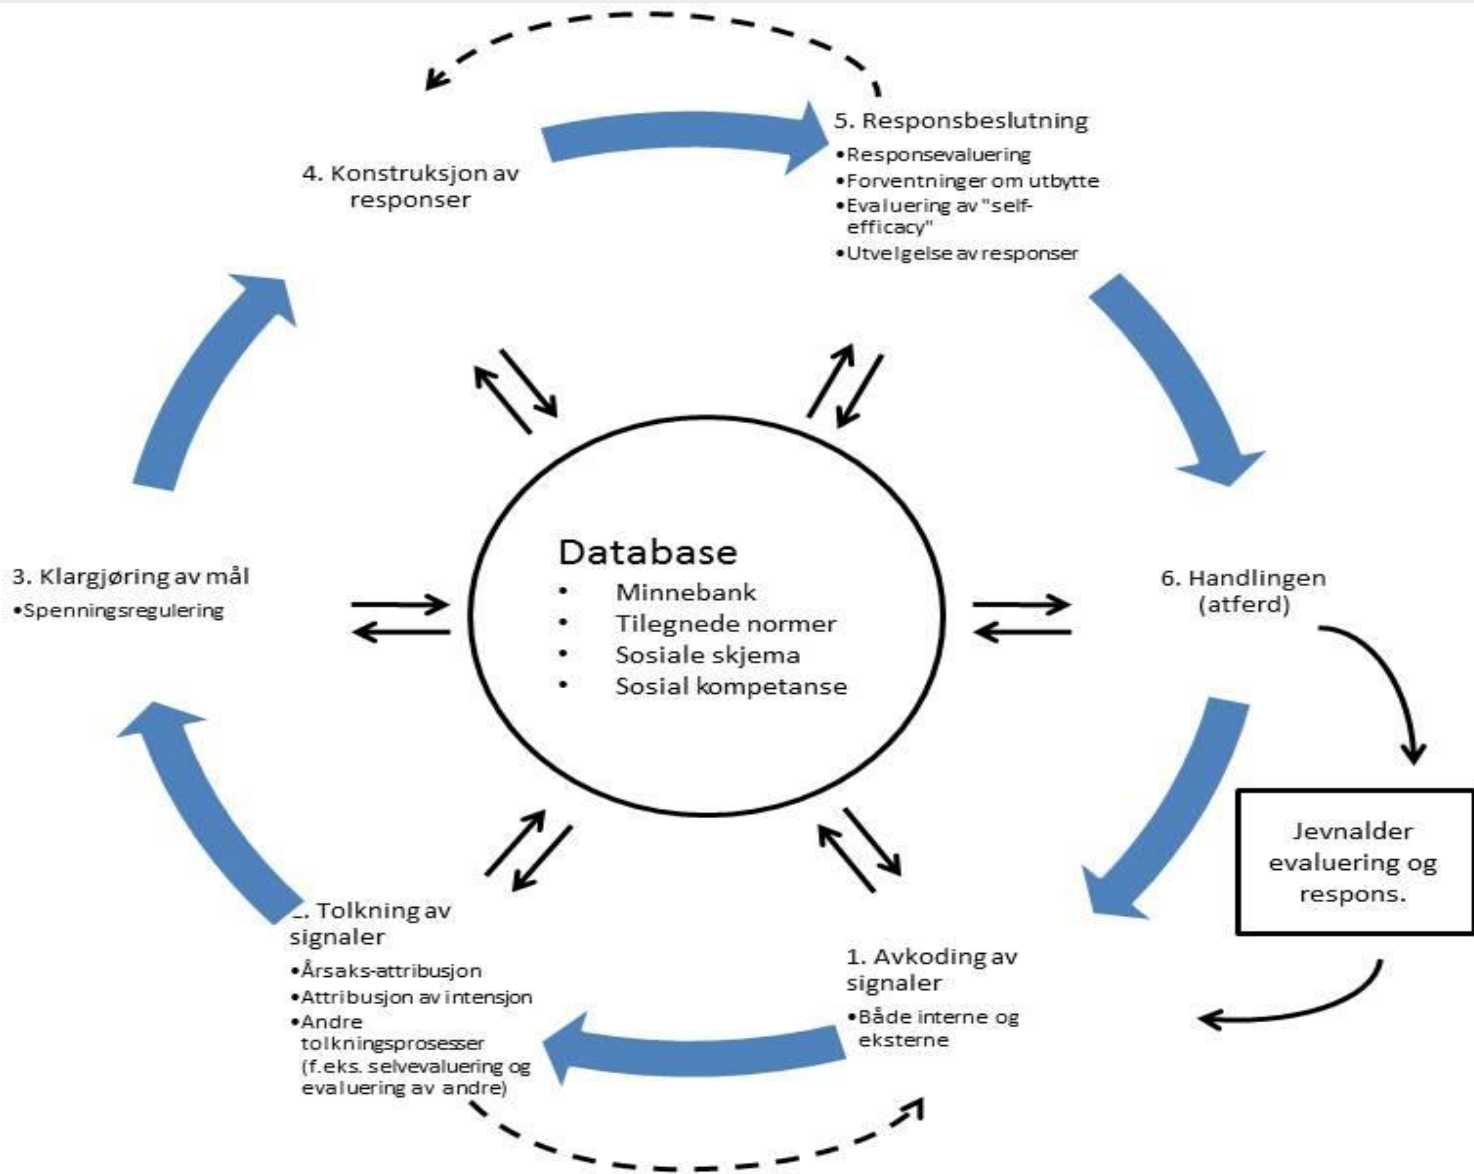 5. Responsbeslutning
•Responsevaluering
•Forventninger om utbytte
•Evaluering av "self-
efficacy"
•Utvelgelse av responser
4. Konstruksjon av
responser
3. Klargjøring av mål
•Spenningsregulering
Database
• Minnebank
• Tilegnede normer
• Sosiale skjema
• Sosial kompetanse
6. Handlingen
(atferd)
Jevnalder
evaluering og
respons.
. Tolkning av
signaler
•Årsaks-attribusjon
•Attribusjon av intensjon
•Andre
tolkningsprosesser
(f.eks. selvevaluering og
evaluering av andre)
1. Avkoding av
signaler
•Både interne og
eksterne